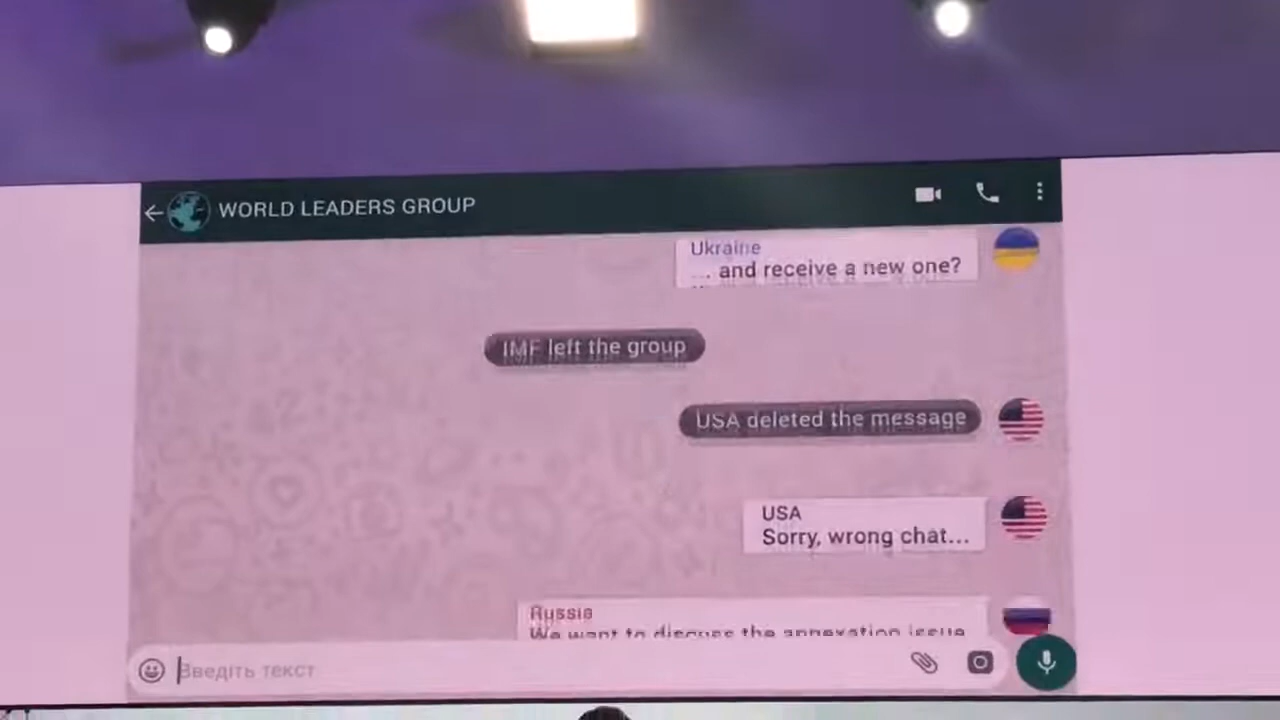 WORLD LEADERS GROUP
Ukraine
... and receive a new one?
IMF left the group
USA deleted the message
USA
Sorry, wrong chat...
Russia
We want to discuss the annexation issue
Введіть текст